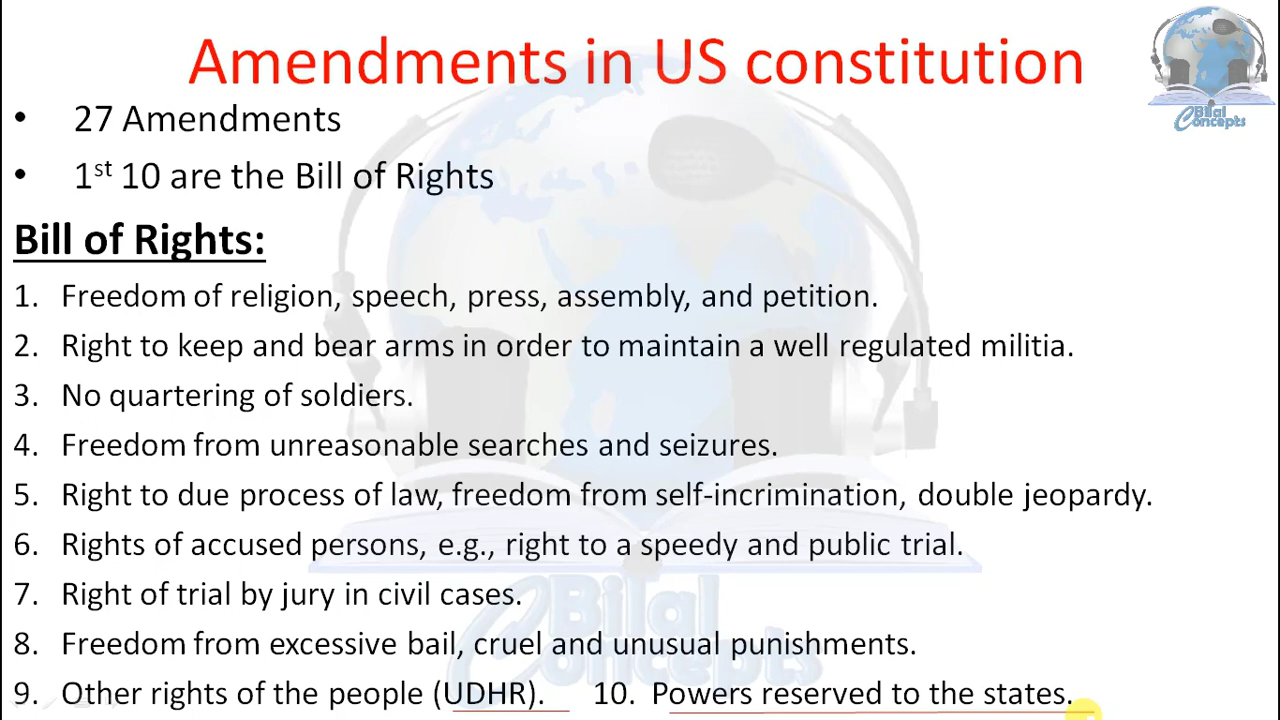 Amendments in US constitution
Bilal
Concepts
• 27 Amendments
• 1st 10 are the Bill of Rights
Bill of Rights:
1. Freedom of religion, speech, press, assembly, and petition.
2. Right to keep and bear arms in order to maintain a well regulated militia.
3. No quartering of soldiers.
4. Freedom from unreasonable searches and seizures.
5. Right to due process of law, freedom from self-incrimination, double jeopardy.
6. Rights of accused persons, e.g., right to a speedy and public trial.
7. Right of trial by jury in civil cases.
8. Freedom from excessive bail, cruel and unusual punishments.
9. Other rights of the people (UDHR). 10. Powers reserved to the states.
Bilal
Concepts